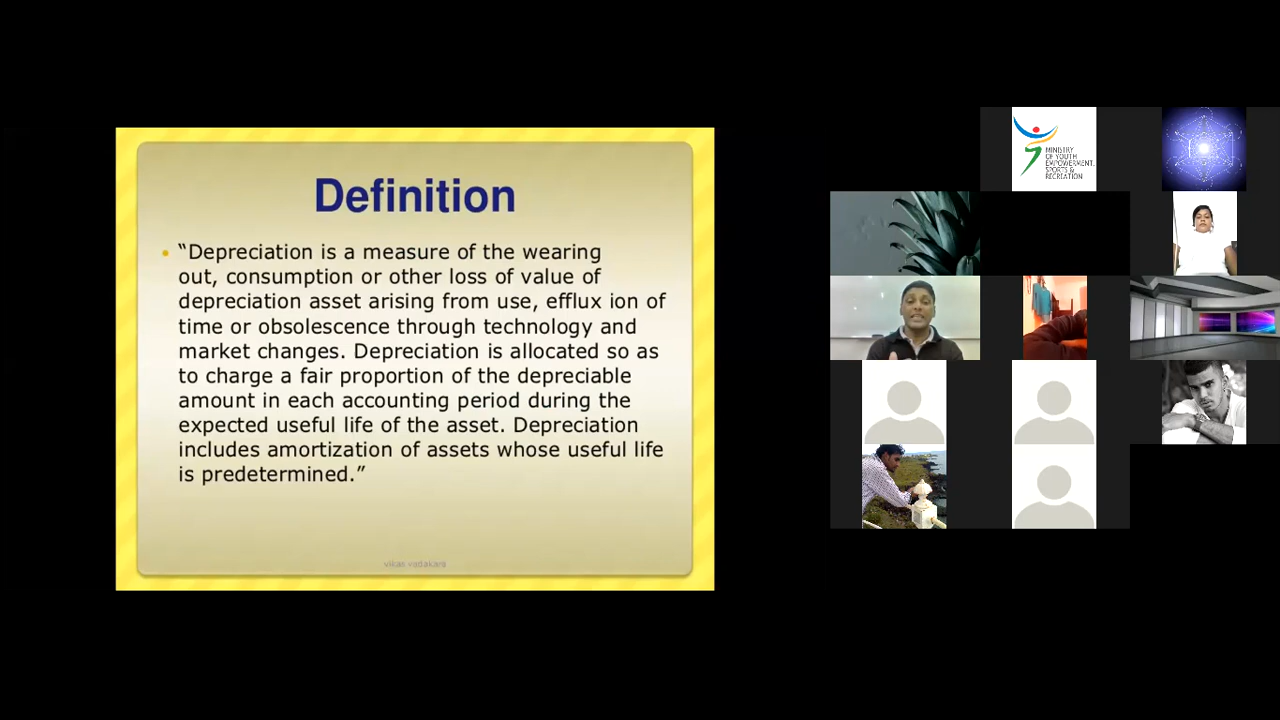 Definition
“Depreciation is a measure of the wearing
out, consumption or other loss of value of
depreciation asset arising from use, efflux ion of
time or obsolescence through technology and
market changes. Depreciation is allocated so as
to charge a fair proportion of the depreciable
amount in each accounting period during the
expected useful life of the asset. Depreciation
includes amortization of assets whose useful life
is predetermined.”
vikas vadakara
MINISTRY
OF YOUTH
EMPOWERMENT,
SPORTS &
RECREATION